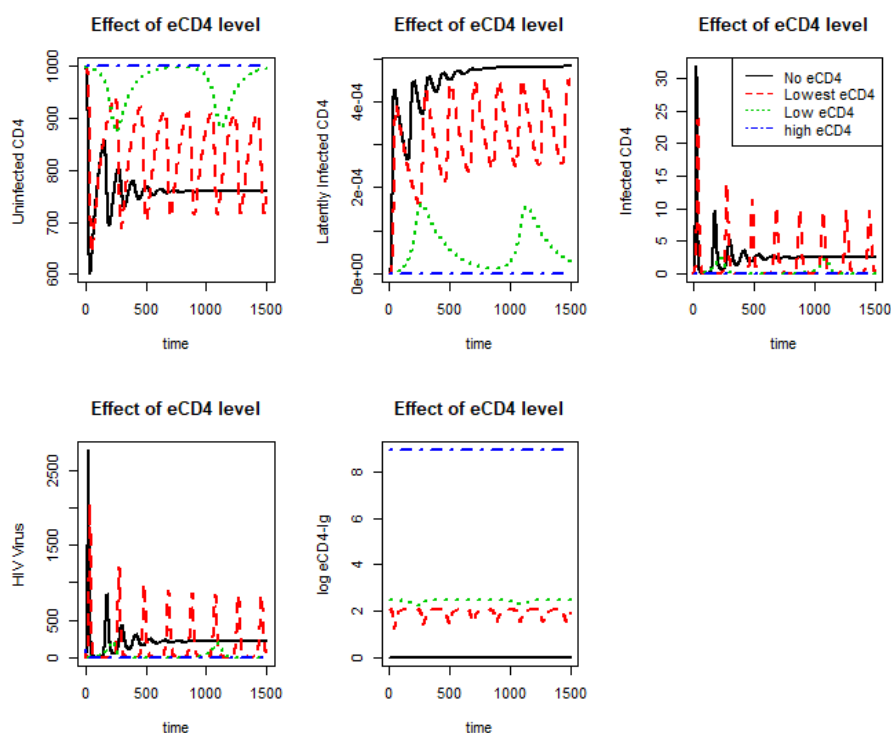 Effect of eCD4 level
Uninfected CD4
600 700 800 900 1000
0 500 1000 1500
time
Effect of eCD4 level
Latently Infected CD4
0e+00 2e-04 4e-04
0 500 1000 1500
time
Effect of eCD4 level
Infected CD4
0 5 10 15 20 25 30
No eCD4
Lowest eCD4
Low eCD4
high eCD4
0 500 1000 1500
time
Effect of eCD4 level
HIV Virus
0 500 1500 2500
0 500 1000 1500
time
Effect of eCD4 level
log eCD4-Ig
0 2 4 6 8
0 500 1000 1500
time